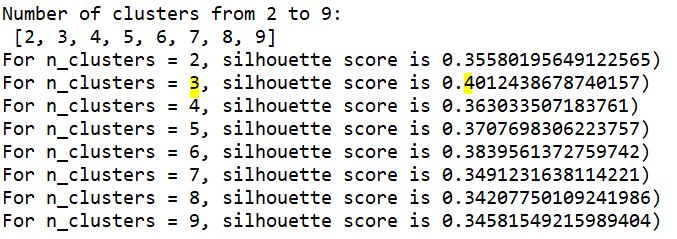 Number of clusters from 2 to 9:
[2, 3, 4, 5, 6, 7, 8, 9]
For n_clusters = 2, silhouette score is 0.35580195649122565)
For n_clusters = 3, silhouette score is 0.4012438678740157)
For n_clusters = 4, silhouette score is 0.363033507183761)
For n_clusters = 5, silhouette score is 0.3707698306223757)
For n_clusters = 6, silhouette score is 0.3839561372759742)
For n_clusters = 7, silhouette score is 0.3491231638114221)
For n_clusters = 8, silhouette score is 0.34207750109241986)
For n_clusters = 9, silhouette score is 0.34581549215989404)